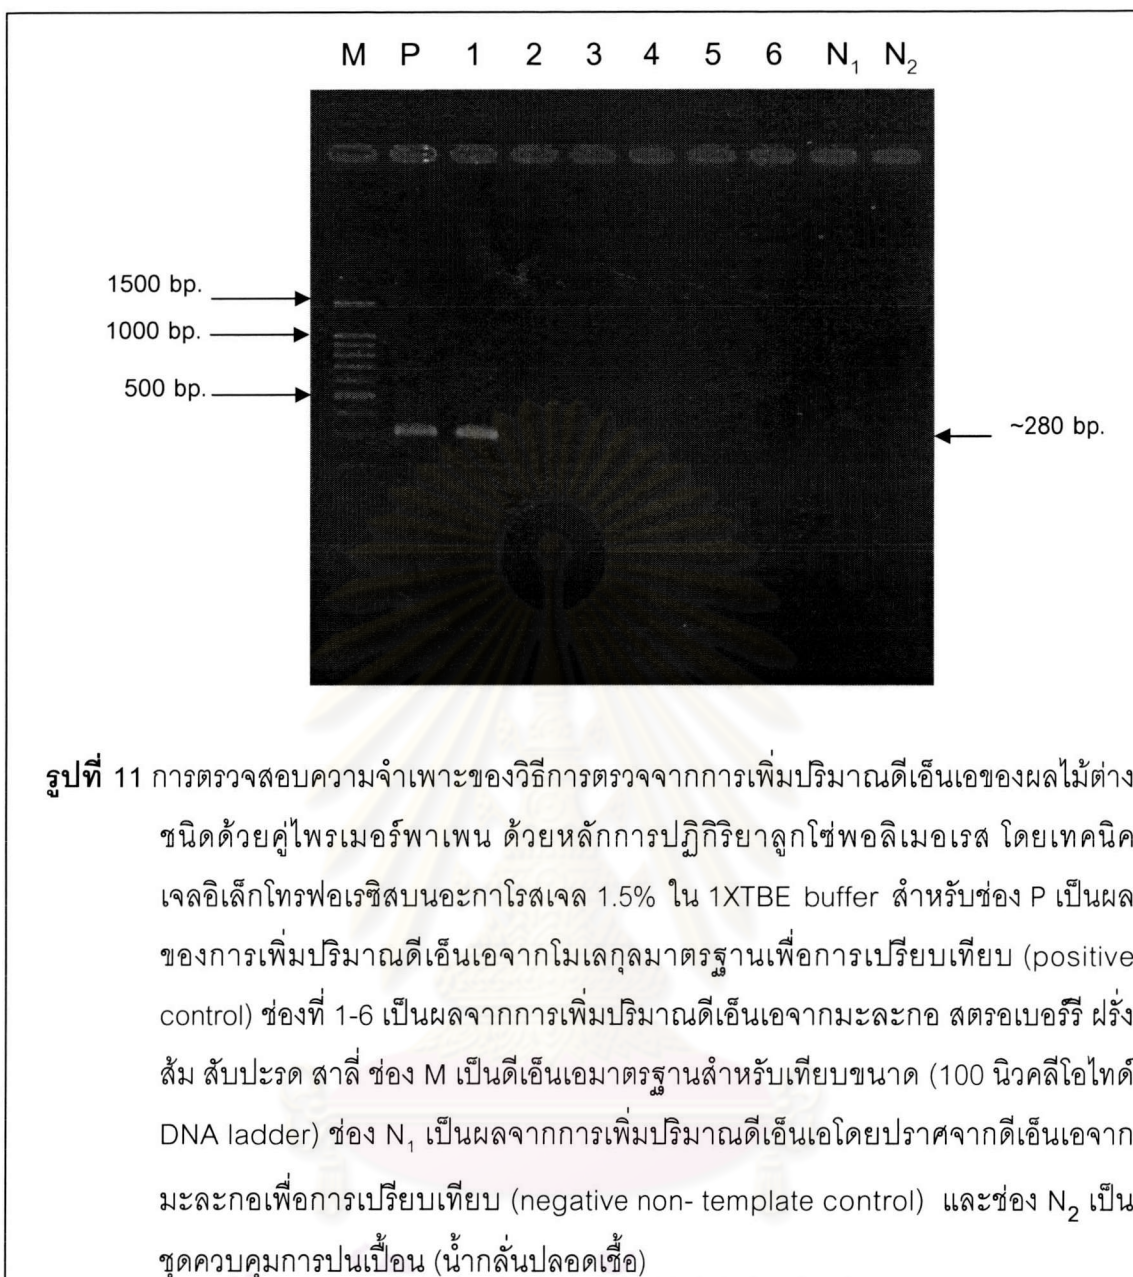 M P 1 2 3 4 5 6 N₁ N₂
1500 bp.
1000 bp.
500 bp.
~280 bp.
รูปที่ 11 การตรวจสอบความจำเพาะของวิธีการตรวจจากการเพิ่มปริมาณดีเอ็นเอของผลไม้ต่าง
ชนิดด้วยคู่ไพรเมอร์พาเพน ด้วยหลักการปฏิกิริยาลูกโซ่พอลิเมอเรส โดยเทคนิค
เจลอิเล็กโทรฟอเรซิสบนอะกาโรสเจล 1.5% ใน 1XTBE buffer สำหรับช่อง P เป็นผล
ของการเพิ่มปริมาณดีเอ็นเอจากโมเลกุลมาตรฐานเพื่อการเปรียบเทียบ (positive
control) ช่องที่ 1-6 เป็นผลจากการเพิ่มปริมาณดีเอ็นเอจากมะละกอ สตรอเบอร์รี ฝรั่ง
ส้ม สับปะรด สาลี่ ช่อง M เป็นดีเอ็นเอมาตรฐานสำหรับเทียบขนาด (100 นิวคลีโอไทด์
DNA ladder) ช่อง N₁ เป็นผลจากการเพิ่มปริมาณดีเอ็นเอโดยปราศจากดีเอ็นเอจาก
มะละกอเพื่อการเปรียบเทียบ (negative non- template control) และช่อง N₂ เป็น
ชุดควบคุมการปนเปื้อน (น้ำกลั่นปลอดเชื้อ)